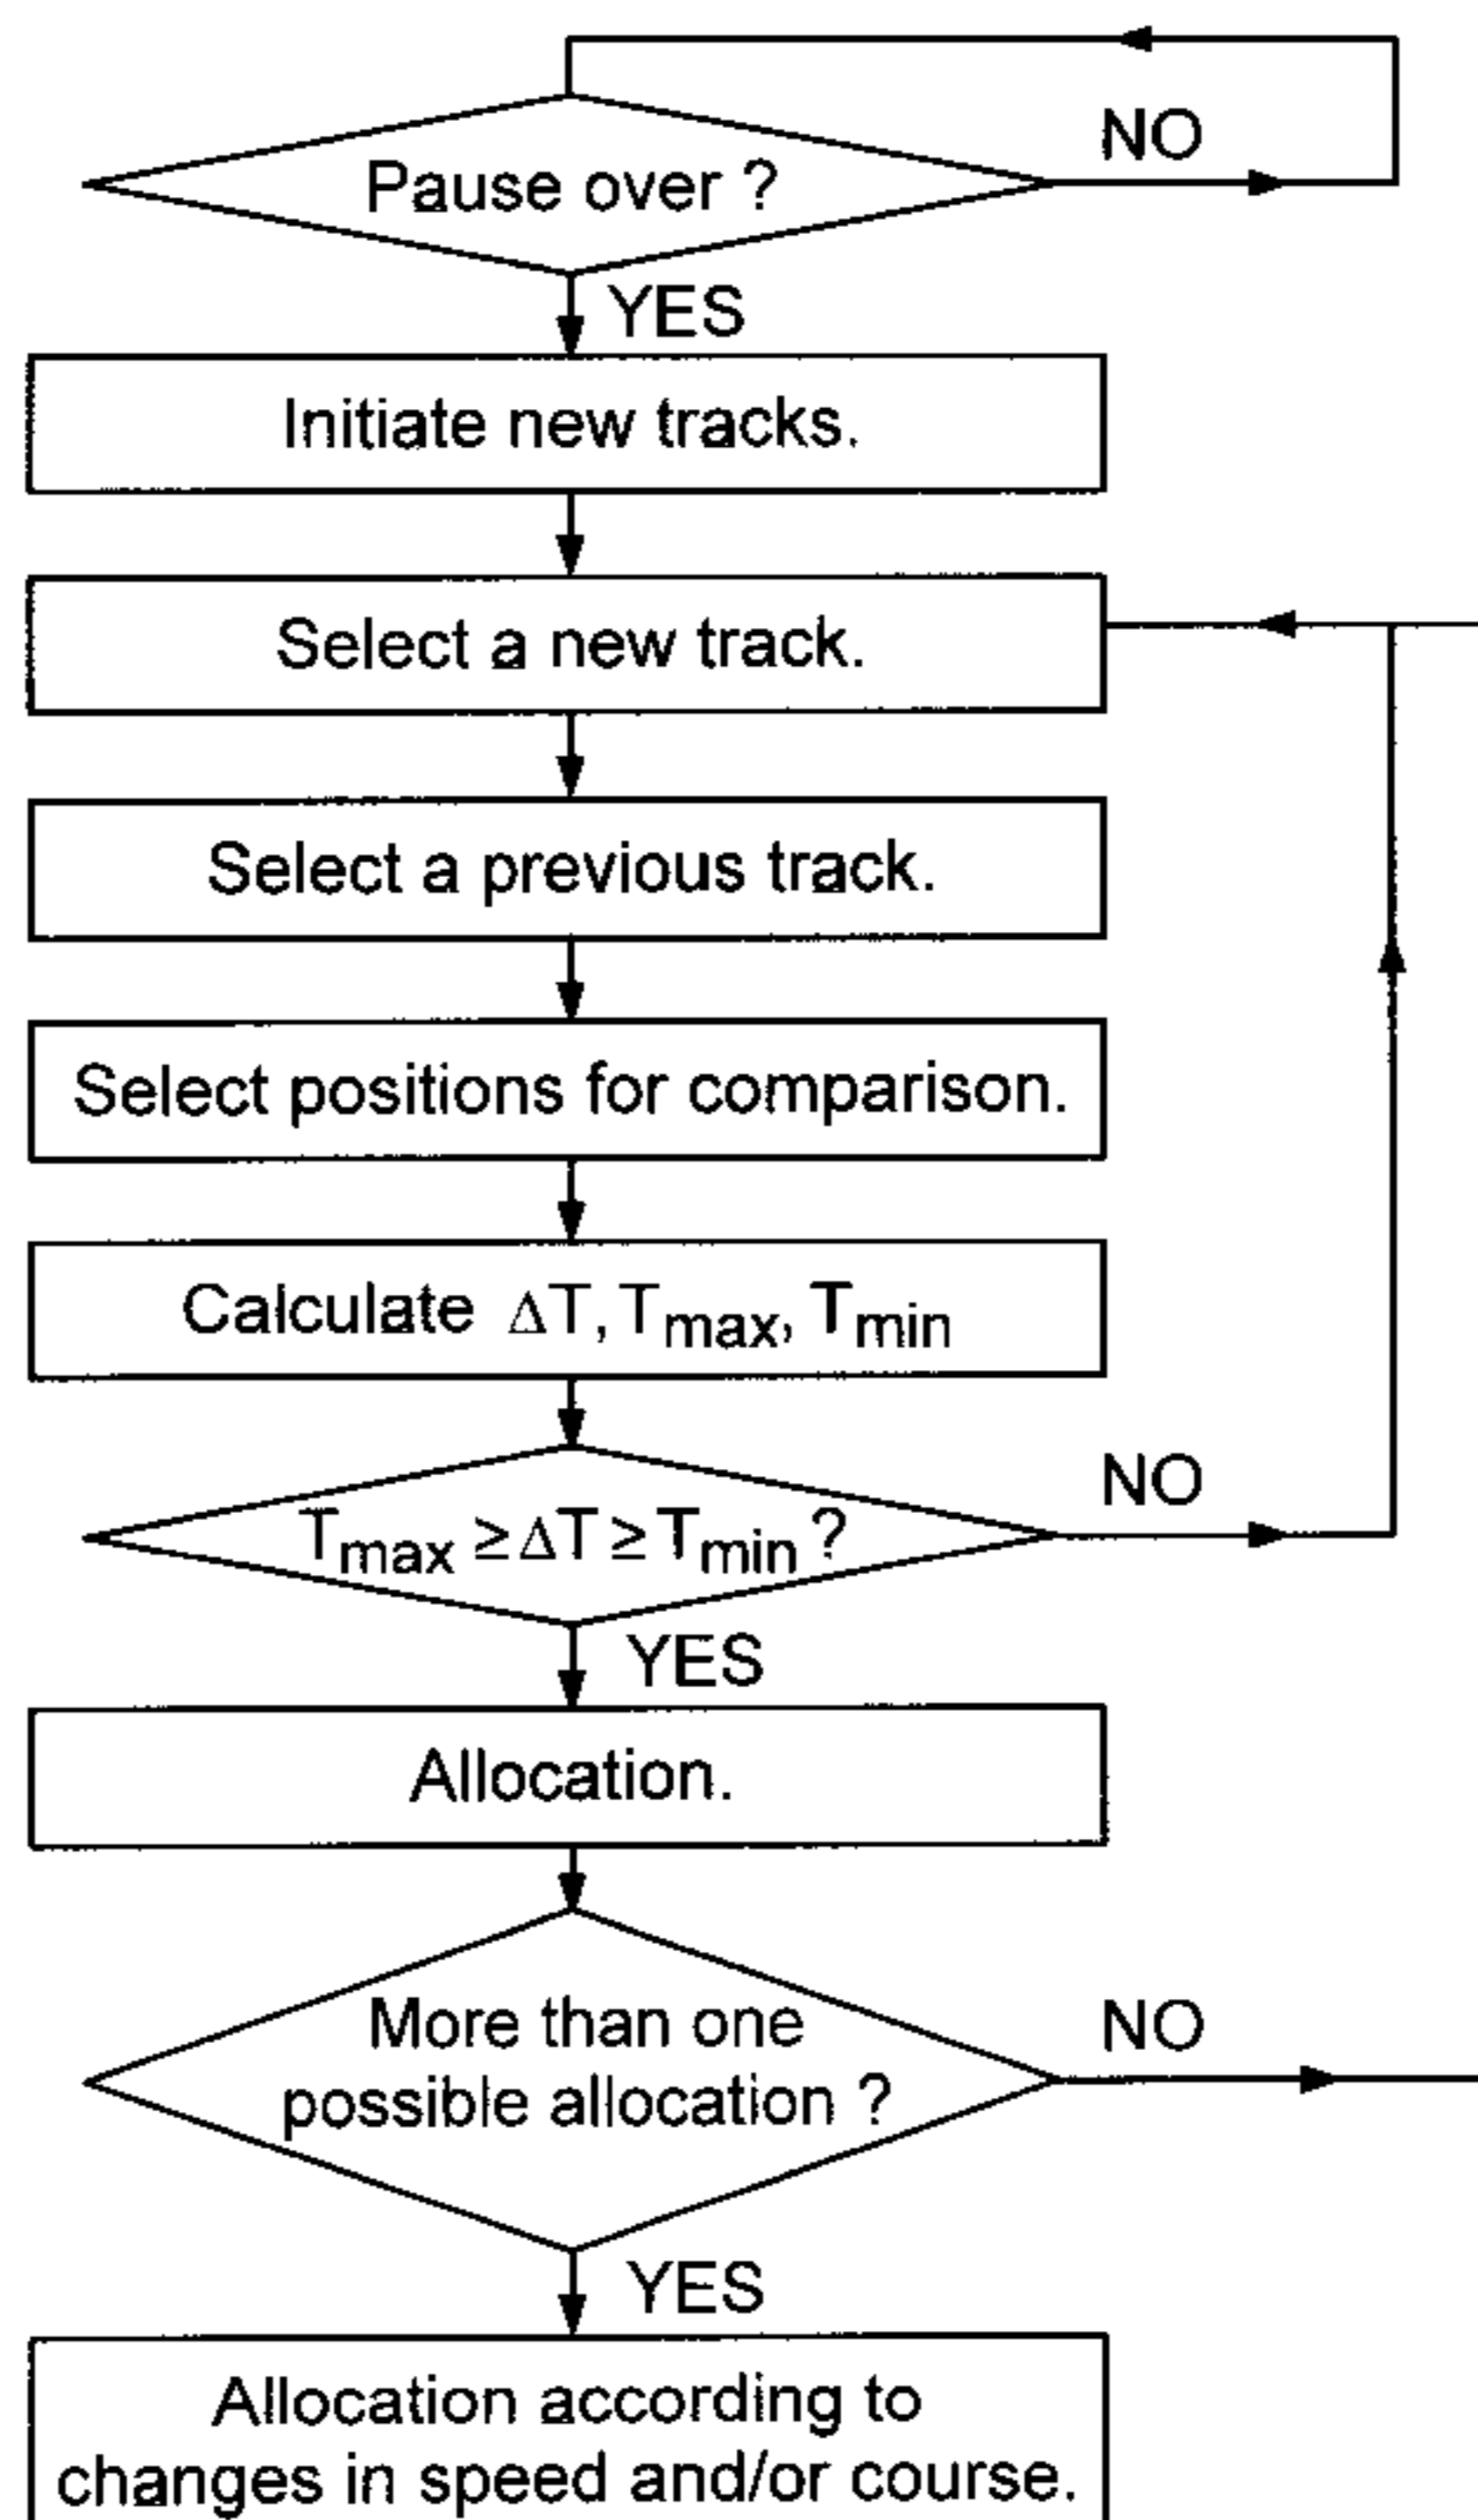 NO
Pause over ?
YES
Initiate new tracks.
Select a new track.
Select a previous track.
Select positions for comparison.
Calculate ΔT, Tmax, Tmin
NO
Tmax ≥ ΔT ≥ Tmin ?
YES
Allocation.
More than one
NO
possible allocation ?
YES
Allocation according to
changes in speed and/or course.